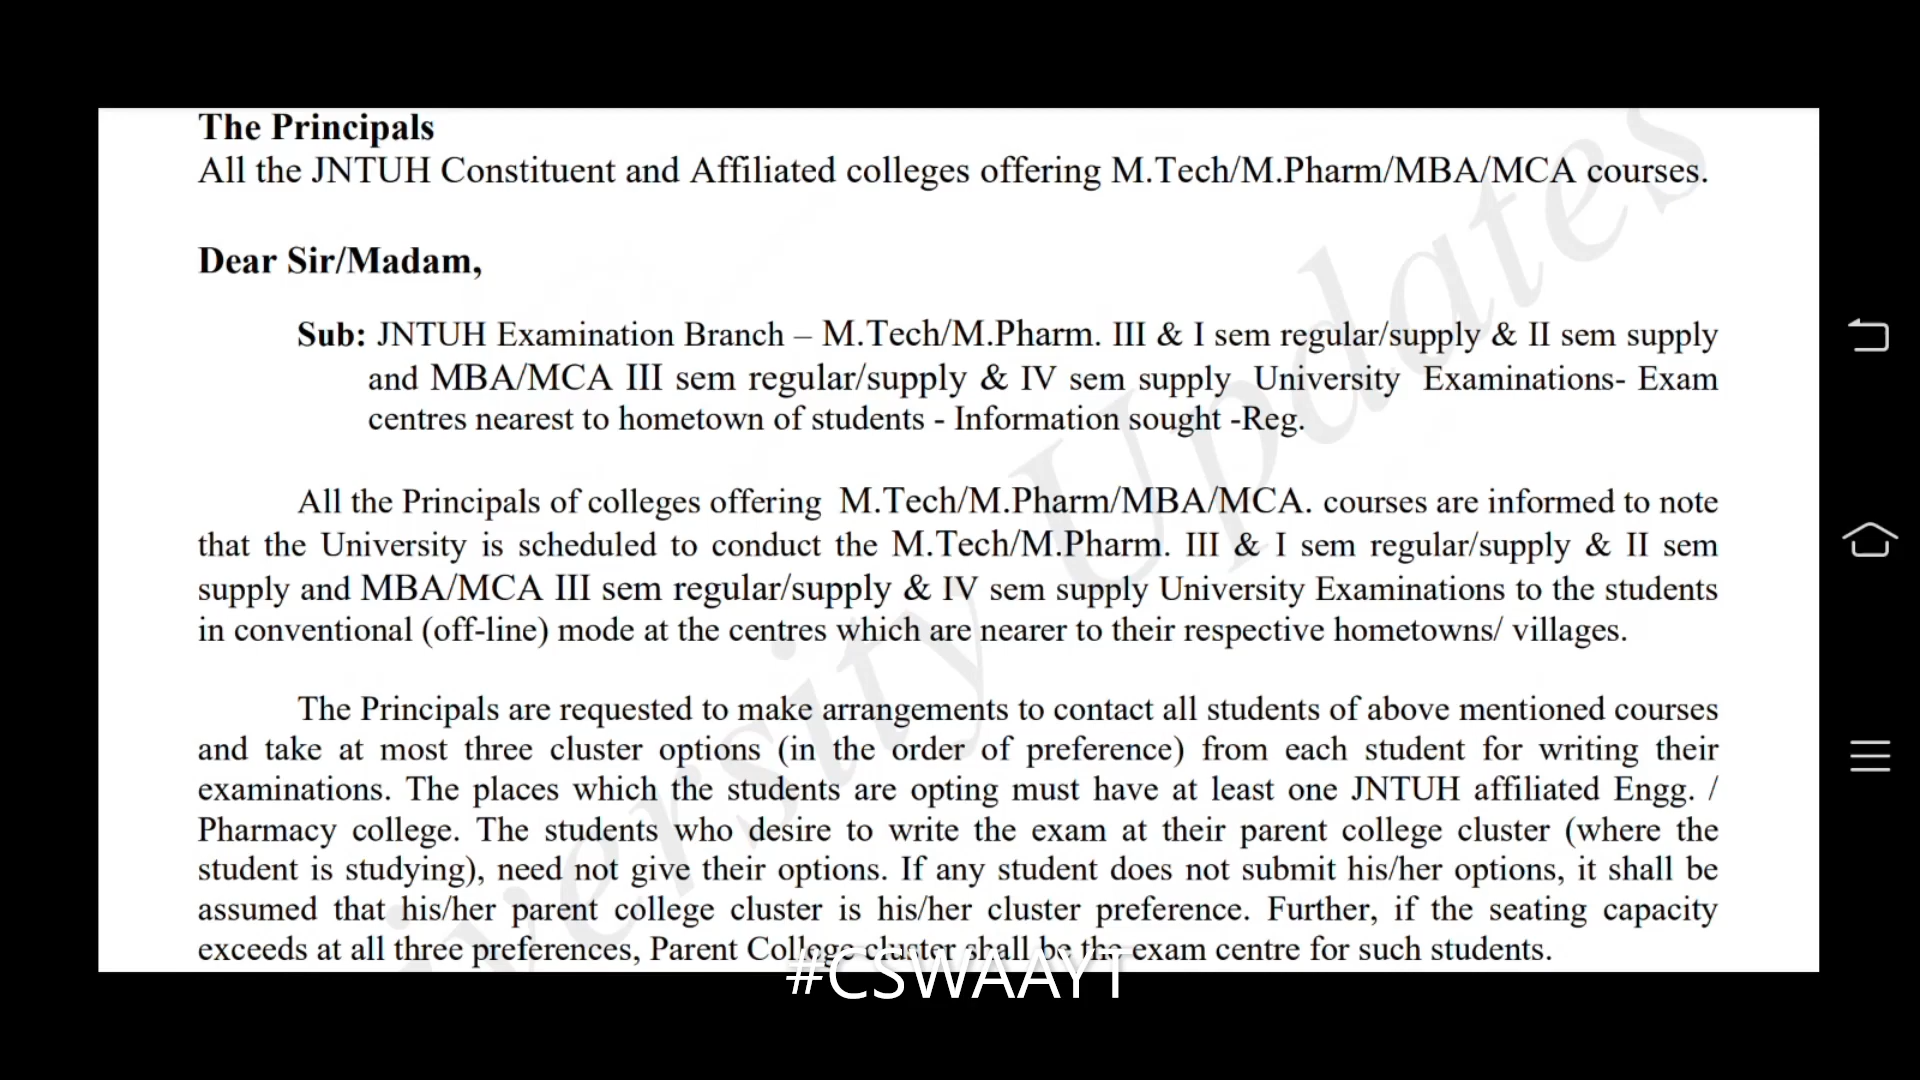 The Principals
All the JNTUH Constituent and Affiliated colleges offering M.Tech/M.Pharm/MBA/MCA courses.
Dear Sir/Madam,
Sub: JNTUH Examination Branch – M.Tech/M.Pharm. III & I sem regular/supply & II sem supply
and MBA/MCA III sem regular/supply & IV sem supply University Examinations- Exam
centres nearest to hometown of students - Information sought -Reg.
All the Principals of colleges offering M.Tech/M.Pharm/MBA/MCA. courses are informed to note
that the University is scheduled to conduct the M.Tech/M.Pharm. III & I sem regular/supply & II sem
supply and MBA/MCA III sem regular/supply & IV sem supply University Examinations to the students
in conventional (off-line) mode at the centres which are nearer to their respective hometowns/ villages.
The Principals are requested to make arrangements to contact all students of above mentioned courses
and take at most three cluster options (in the order of preference) from each student for writing their
examinations. The places which the students are opting must have at least one JNTUH affiliated Engg. /
Pharmacy college. The students who desire to write the exam at their parent college cluster (where the
student is studying), need not give their options. If any student does not submit his/her options, it shall be
assumed that his/her parent college cluster is his/her cluster preference. Further, if the seating capacity
exceeds at all three preferences, Parent College cluster shall be the exam centre for such students.
#CSWAAYT
iversity Updates